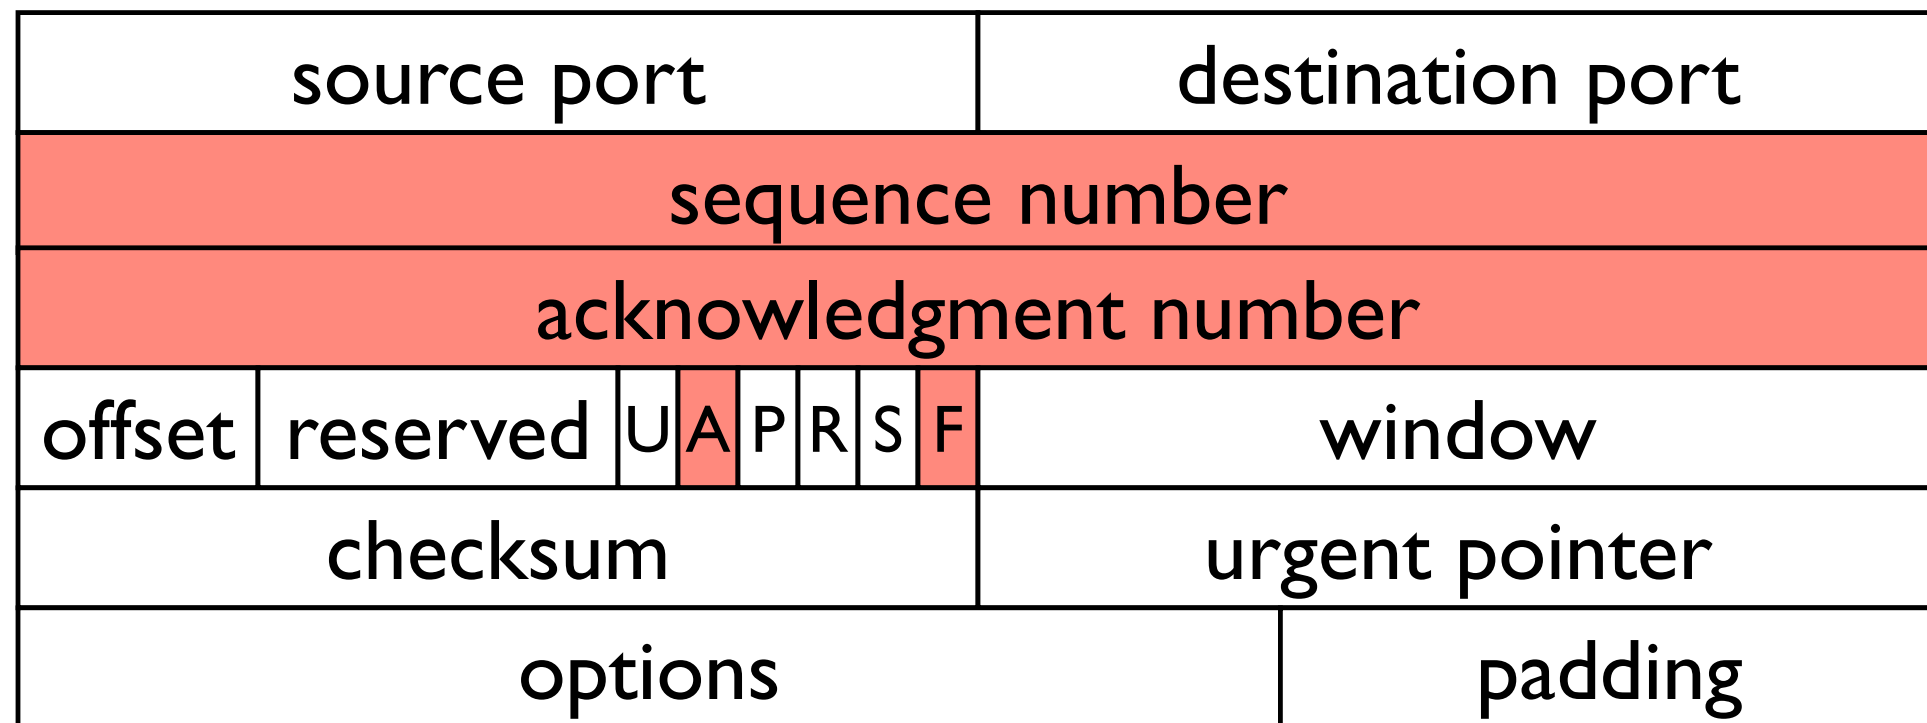 source port destination port
sequence number
acknowledgment number
offset reserved U A P R S F window
checksum urgent pointer
options padding